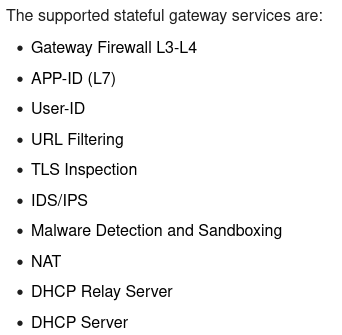 The supported stateful gateway services are:
• Gateway Firewall L3-L4
• APP-ID (L7)
• User-ID
• URL Filtering
• TLS Inspection
• IDS/IPS
• Malware Detection and Sandboxing
• NAT
• DHCP Relay Server
• DHCP Server